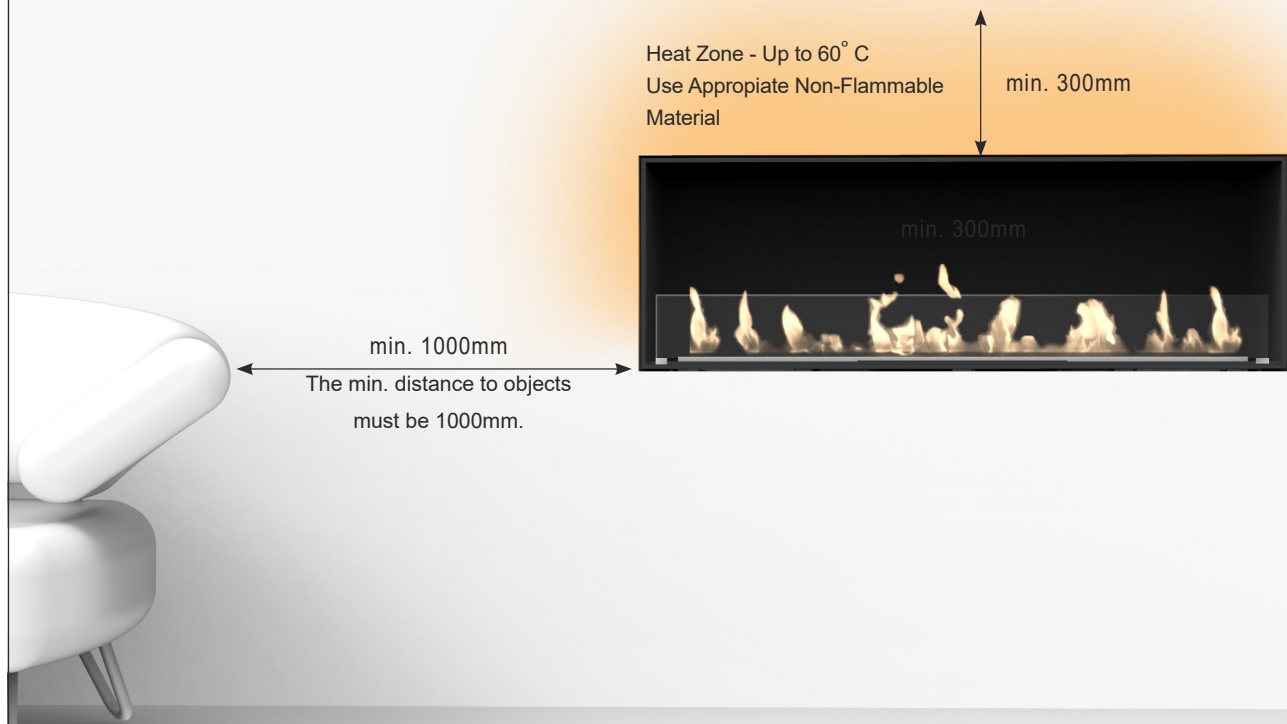 Heat Zone - Up to 60° C
Use Appropiate Non-Flammable
Material
min. 300mm
min. 300mm
min. 1000mm
The min. distance to objects
must be 1000mm.